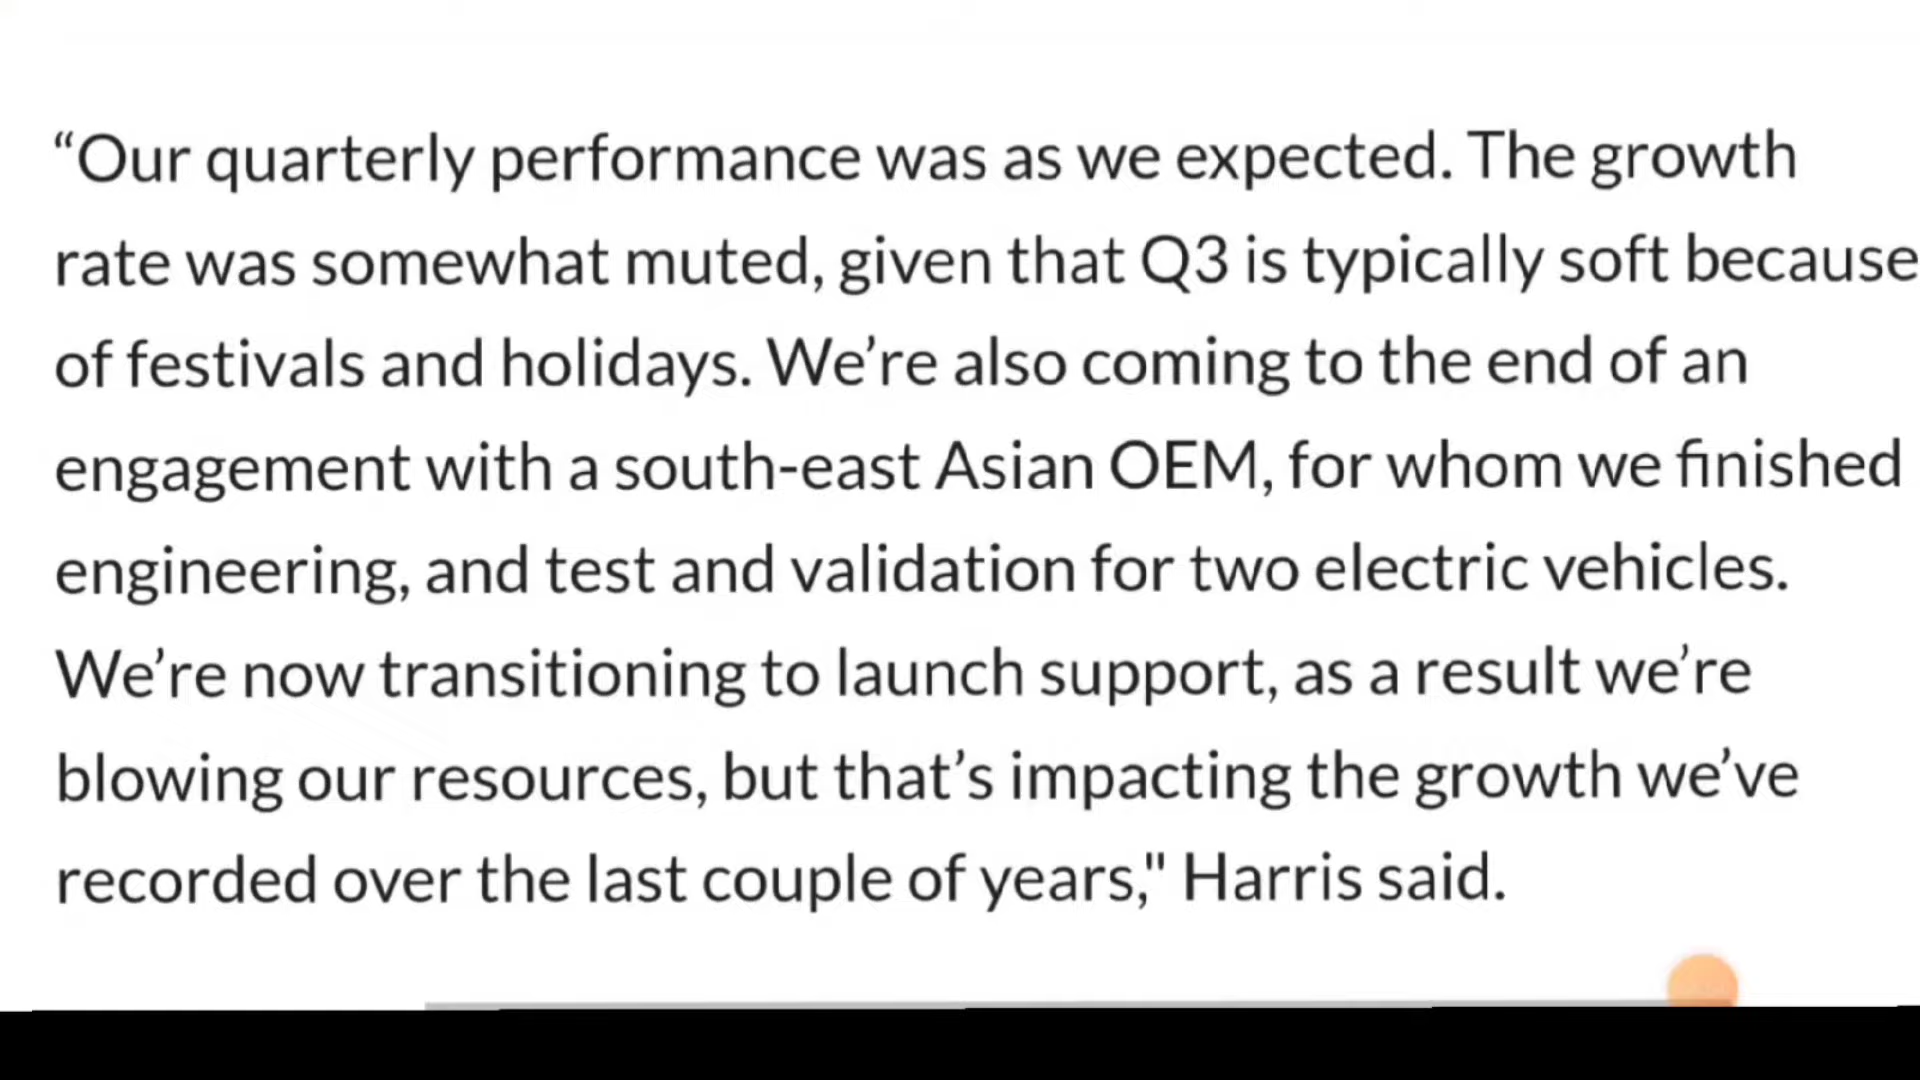 “Our quarterly performance was as we expected. The growth
rate was somewhat muted, given that Q3 is typically soft because
of festivals and holidays. We’re also coming to the end of an
engagement with a south-east Asian OEM, for whom we finished
engineering, and test and validation for two electric vehicles.
We’re now transitioning to launch support, as a result we’re
blowing our resources, but that’s impacting the growth we’ve
recorded over the last couple of years," Harris said.